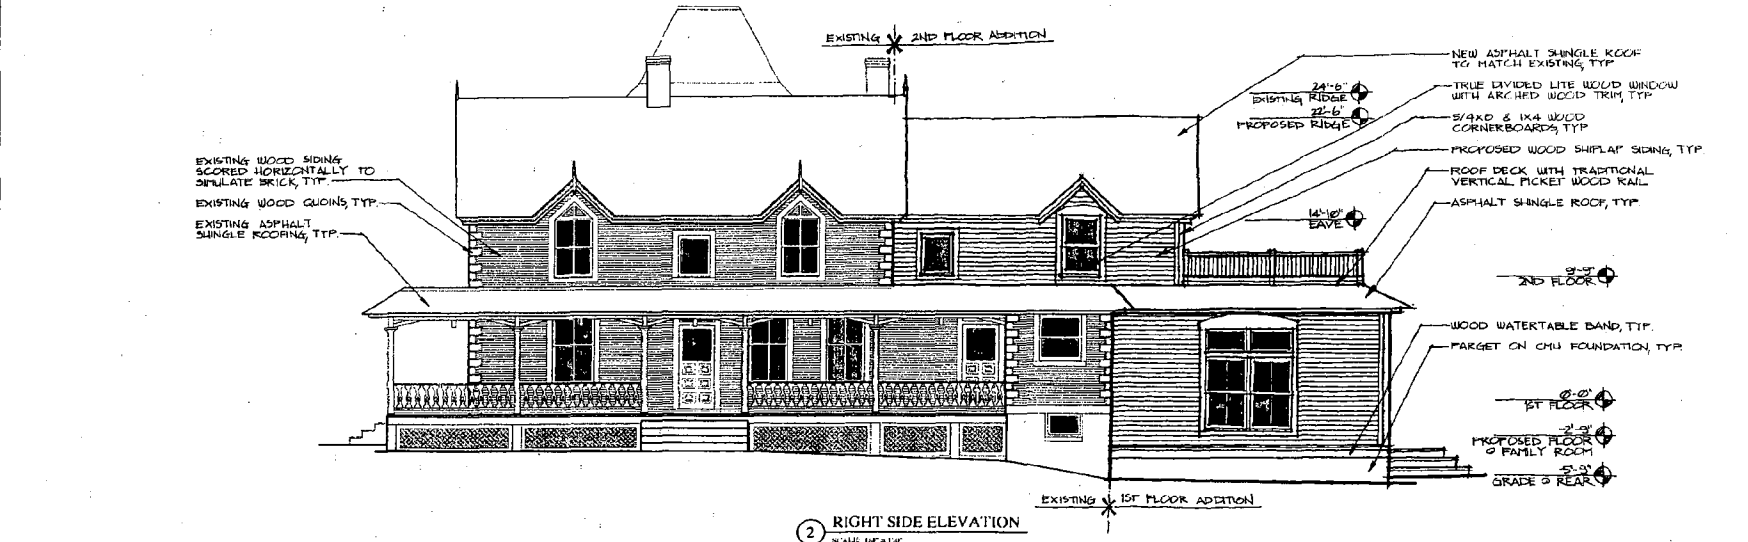 EXISTING
2ND FLOOR ADDITION
NEW ASPHALT SHINGLE ROOF
TO MATCH EXISTING, TYP
24'-6"
EXISTING RIDGE
22'-6"
PROPOSED RIDGE
TRUE DIVIDED LITE WOOD WINDOW
WITH ARCHED WOOD TRIM, TYP
1X4 WOOD
CORNERBOARDS, TYP
PROPOSED WOOD SHIPLAP SIDING, TYP.
ROOF DECK WITH TRADITIONAL
VERTICAL PICKET WOOD RAIL
ASPHALT SHINGLE ROOF, TYP.
EXISTING WOOD SIDING
SCORED HORIZONTALLY TO
SIMULATE BRICK, TYP.
EXISTING WOOD QUOINS, TYP.
EXISTING ASPHALT
SHINGLE ROOFING, TYP.
14'-10"
EAVE
9'-9"
2ND FLOOR
WOOD WATERTABLE BAND, TYP.
PARGET ON CMU FOUNDATION, TYP.
0'-0"
1ST FLOOR
-2'-9"
PROPOSED FLOOR
@ FAMILY ROOM
-5'-9"
GRADE @ REAR
EXISTING
1ST FLOOR ADDITION
2
RIGHT SIDE ELEVATION